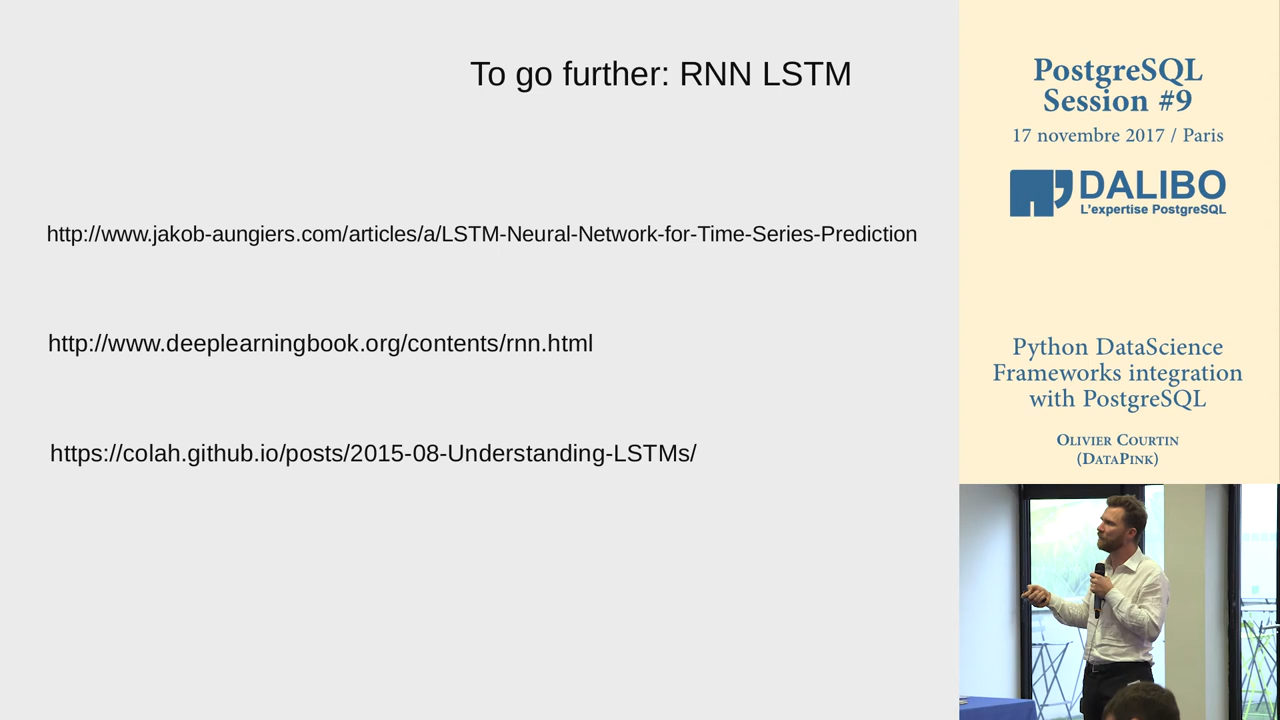 To go further: RNN LSTM
http://www.jakob-aungiers.com/articles/a/LSTM-Neural-Network-for-Time-Series-Prediction
http://www.deeplearningbook.org/contents/rnn.html
https://colah.github.io/posts/2015-08-Understanding-LSTMs/
PostgreSQL
Session #9
17 novembre 2017 / Paris
DALIBO
L'expertise PostgreSQL
Python DataScience
Frameworks integration
with PostgreSQL
Olivier Courtin
(DataPink)